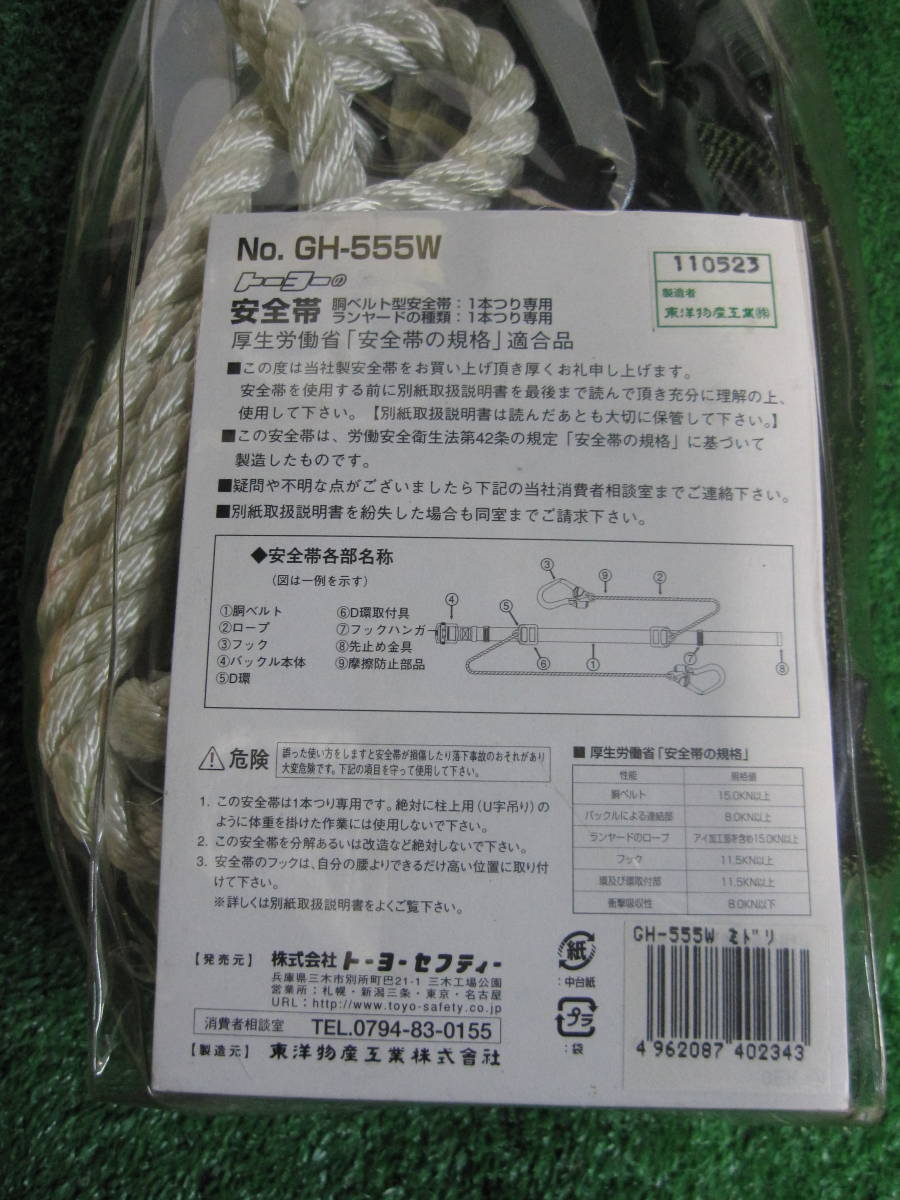 No. GH-555W
110523
製造者
東洋物産工業㈱
トーヨーの
安全帯 胴ベルト型安全帯：1本つり専用
ランヤードの種類：1本つり専用
厚生労働省「安全帯の規格」適合品
■この度は当社製安全帯をお買い上げ頂き厚くお礼申し上げます。
安全帯を使用する前に別紙取扱説明書を最後まで読んで頂き充分に理解の上、
使用して下さい。【別紙取扱説明書は読んだあとも大切に保管して下さい。】
■この安全帯は、労働安全衛生法第42条の規定「安全帯の規格」に基づいて
製造したものです。
■疑問や不明な点がございましたら下記の当社消費者相談室までご連絡下さい。
■別紙取扱説明書を紛失した場合も同室までご請求下さい。
◆安全帯各部名称
（図は一例を示す）
①胴ベルト
②ロープ
③フック
④バックル本体
⑤D環
⑥D環取付具
⑦フックハンガー
⑧先止め金具
⑨摩擦防止部品
③ ⑨ ②
④ ⑤
⑥ ① ⑦ ⑧
危険
誤った使い方をしますと安全帯が損傷したり落下事故のおそれがあり
大変危険です。下記の項目を守って使用して下さい。
1. この安全帯は1本つり専用です。絶対に柱上用（U字吊り）の
ように体重を掛けた作業には使用しないで下さい。
2. この安全帯を分解あるいは改造など絶対しないで下さい。
3. 安全帯のフックは、自分の腰よりできるだけ高い位置に取り付
けて下さい。
※詳しくは別紙取扱説明書をよくご覧下さい。
■ 厚生労働省「安全帯の規格」
性能 規格値
胴ベルト 15.0KN以上
バックルによる連結部 8.0KN以上
ランヤードのロープ アイ加工部を含め15.0KN以上
フック 11.5KN以上
環及び環取付部 11.5KN以上
衝撃吸収性 8.0KN以下
【発売元】 株式会社 トーヨーセフティー
兵庫県三木市別所町巴21-1 三木工場公園
営業所：札幌・新潟三条・東京・名古屋
URL：http://www.toyo-safety.co.jp
消費者相談室 TEL.0794-83-0155
【製造元】 東洋物産工業株式會社
紙
：中台紙
プラ
：袋
GH-555W ミドリ
4 962087 402343